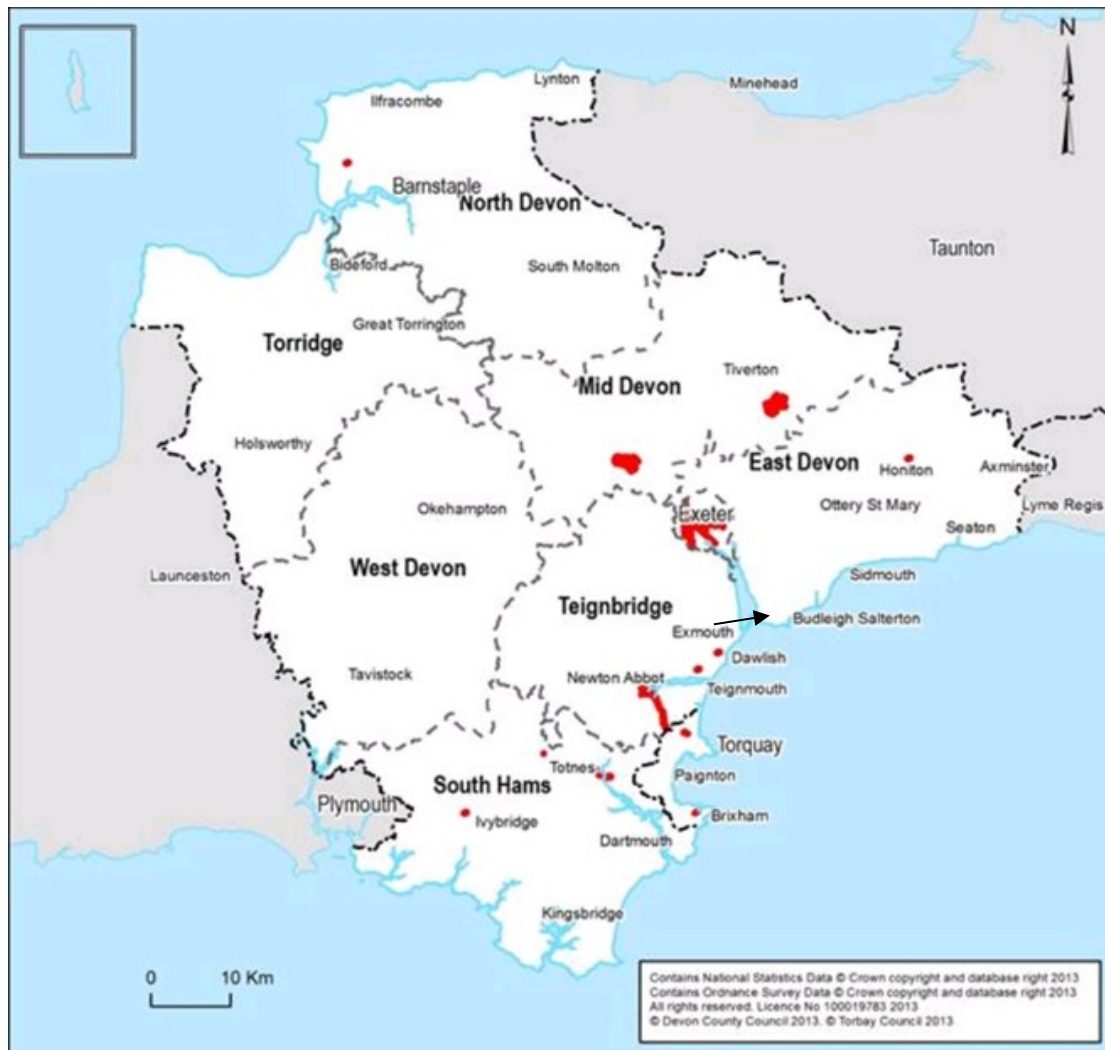 N
Lynton
Minehead
Ilfracombe
Barnstaple
North Devon
Taunton
Bideford
South Molton
Great Torrington
Torridge
Tiverton
Mid Devon
Holsworthy
East Devon
Honiton
Axminster
Okehampton
Exeter
Ottery St Mary
Lyme Regis
Seaton
West Devon
Launceston
Sidmouth
Teignbridge
Budleigh Salterton
Exmouth
Dawlish
Tavistock
Newton Abbot
Teignmouth
Torquay
Totnes
Paignton
South Hams
Plymouth
Ivybridge
Brixham
Dartmouth
Kingsbridge
0 10 Km
Contains National Statistics Data © Crown copyright and database right 2013
Contains Ordnance Survey Data © Crown copyright and database right 2013
All rights reserved. Licence No 100019783 2013
© Devon County Council 2013. © Torbay Council 2013